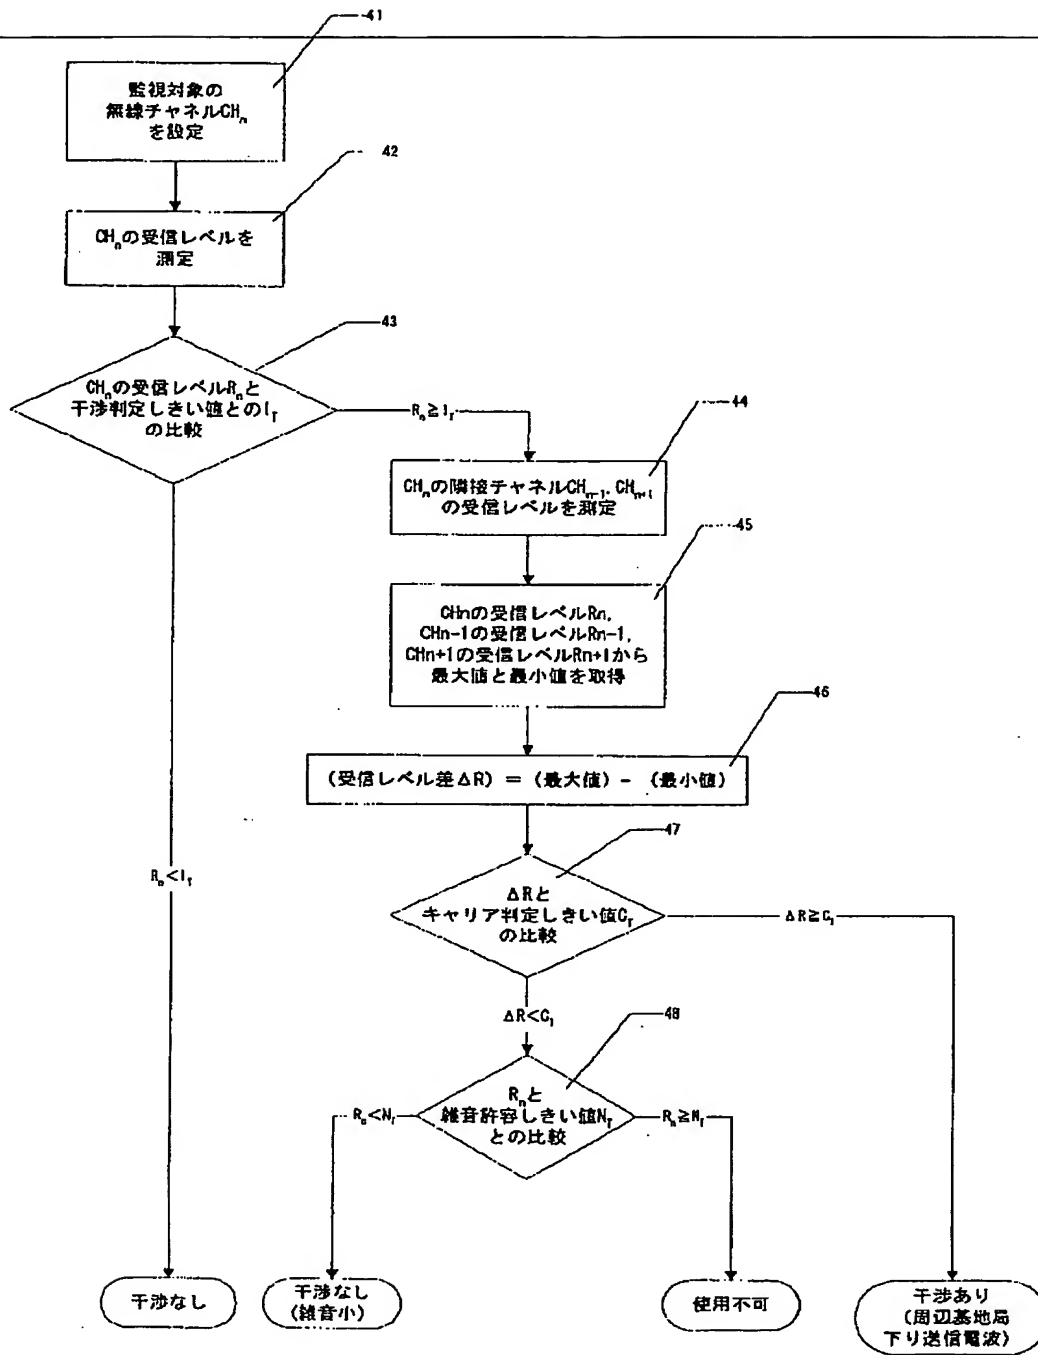 41
監視対象の
無線チャネルCHn
を設定
42
CHnの受信レベルを
測定
43
CHnの受信レベルRnと
干渉判定しきい値とのIT
の比較
Rn≧IT
44
CHnの隣接チャネルCHn-1, CHn+1
の受信レベルを測定
45
CHnの受信レベルRn,
CHn-1の受信レベルRn-1,
CHn+1の受信レベルRn+1から
最大値と最小値を取得
46
(受信レベル差ΔR) = (最大値) - (最小値)
47
Rn<IT
ΔRと
キャリア判定しきい値CT
の比較
ΔR≧CT
ΔR<CT
48
Rnと
雑音許容しきい値NT
との比較
Rn<NT
Rn≧NT
干渉なし
干渉なし
(雑音小)
使用不可
干渉あり
(周辺基地局
下り送信電波)